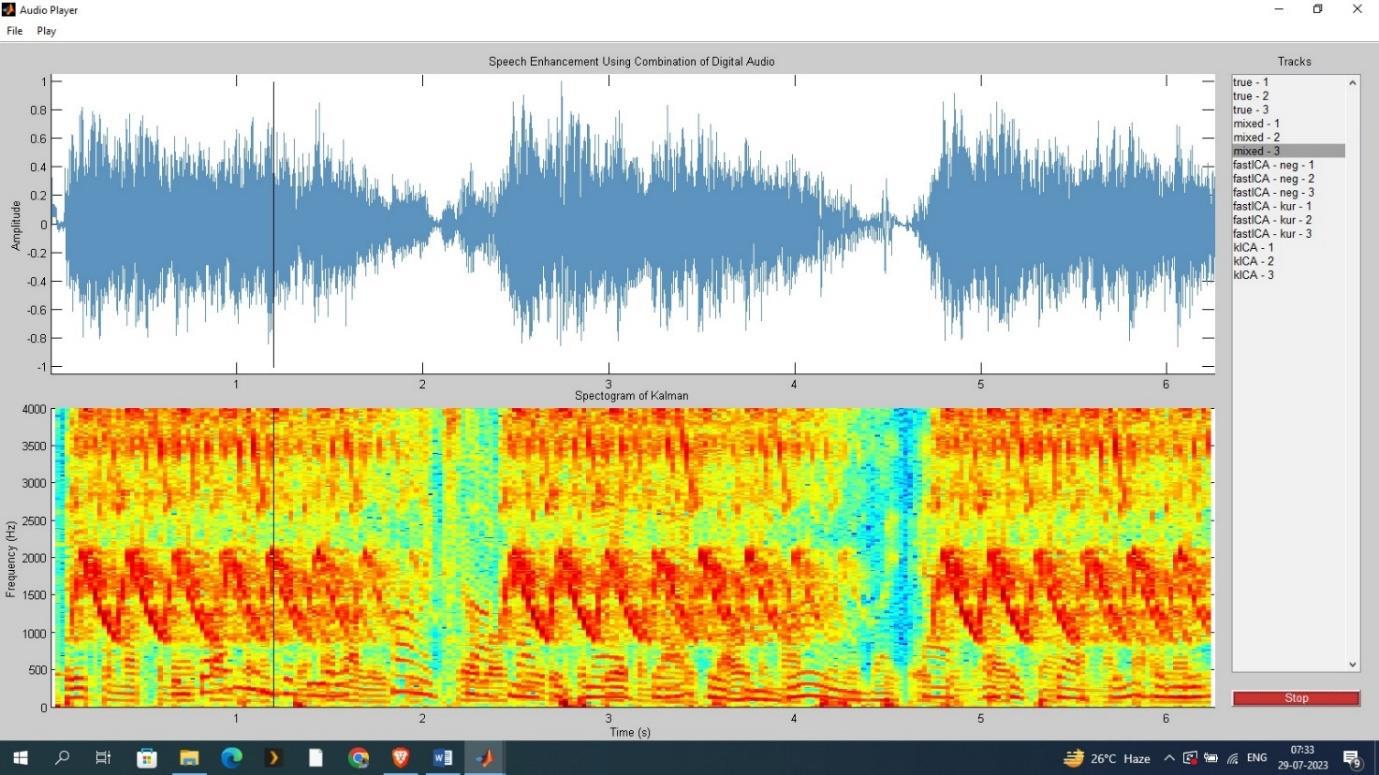 Audio Player
File Play
Speech Enhancement Using Combination of Digital Audio
1
0.8
0.6
0.4
0.2
0
-0.2
-0.4
-0.6
-0.8
-1
Amplitude
1 2 3 4 5 6
Spectogram of Kalman
4000
3500
3000
2500
2000
1500
1000
500
0
Frequency (Hz)
1 2 3 4 5 6
Time (s)
Tracks
true - 1
true - 2
true - 3
mixed - 1
mixed - 2
mixed - 3
fastICA - neg - 1
fastICA - neg - 2
fastICA - neg - 3
fastICA - kur - 1
fastICA - kur - 2
fastICA - kur - 3
kICA - 1
kICA - 2
kICA - 3
Stop
26°C Haze
ENG
07:33
29-07-2023
9